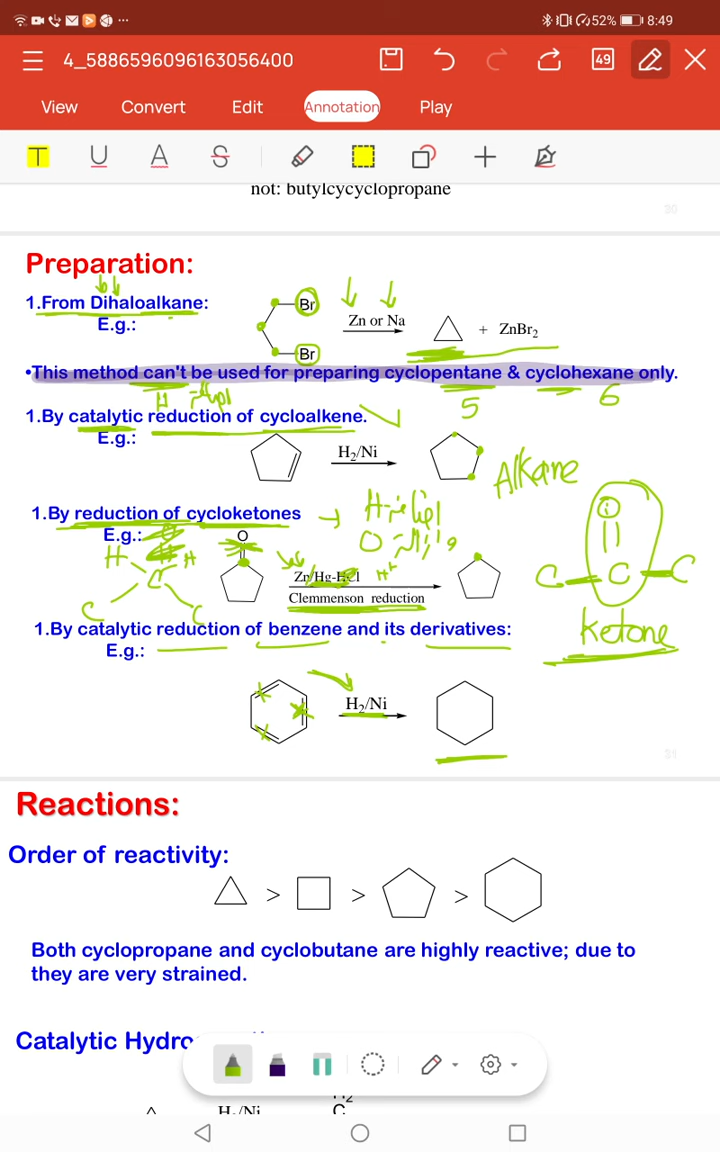 52% 8:49
4_5886596096163056400
49
View Convert Edit Annotation Play
T U A S
not: butylcycyclopropane
30
Preparation:
1.From Dihaloalkane:
E.g.:
Br
Br
Zn or Na
+ ZnBr2
•This method can't be used for preparing cyclopentane & cyclohexane only.
5 6
1.By catalytic reduction of cycloalkene.
E.g.:
H2/Ni
Alkane
1.By reduction of cycloketones
E.g.:
H H
C
C C
O
Zn/Hg-HCl H+
Clemmenson reduction
C C C
Ketone
1.By catalytic reduction of benzene and its derivatives:
E.g.:
H2/Ni
31
Reactions:
Order of reactivity:
> > >
Both cyclopropane and cyclobutane are highly reactive; due to
they are very strained.
Catalytic Hydro
H2
C